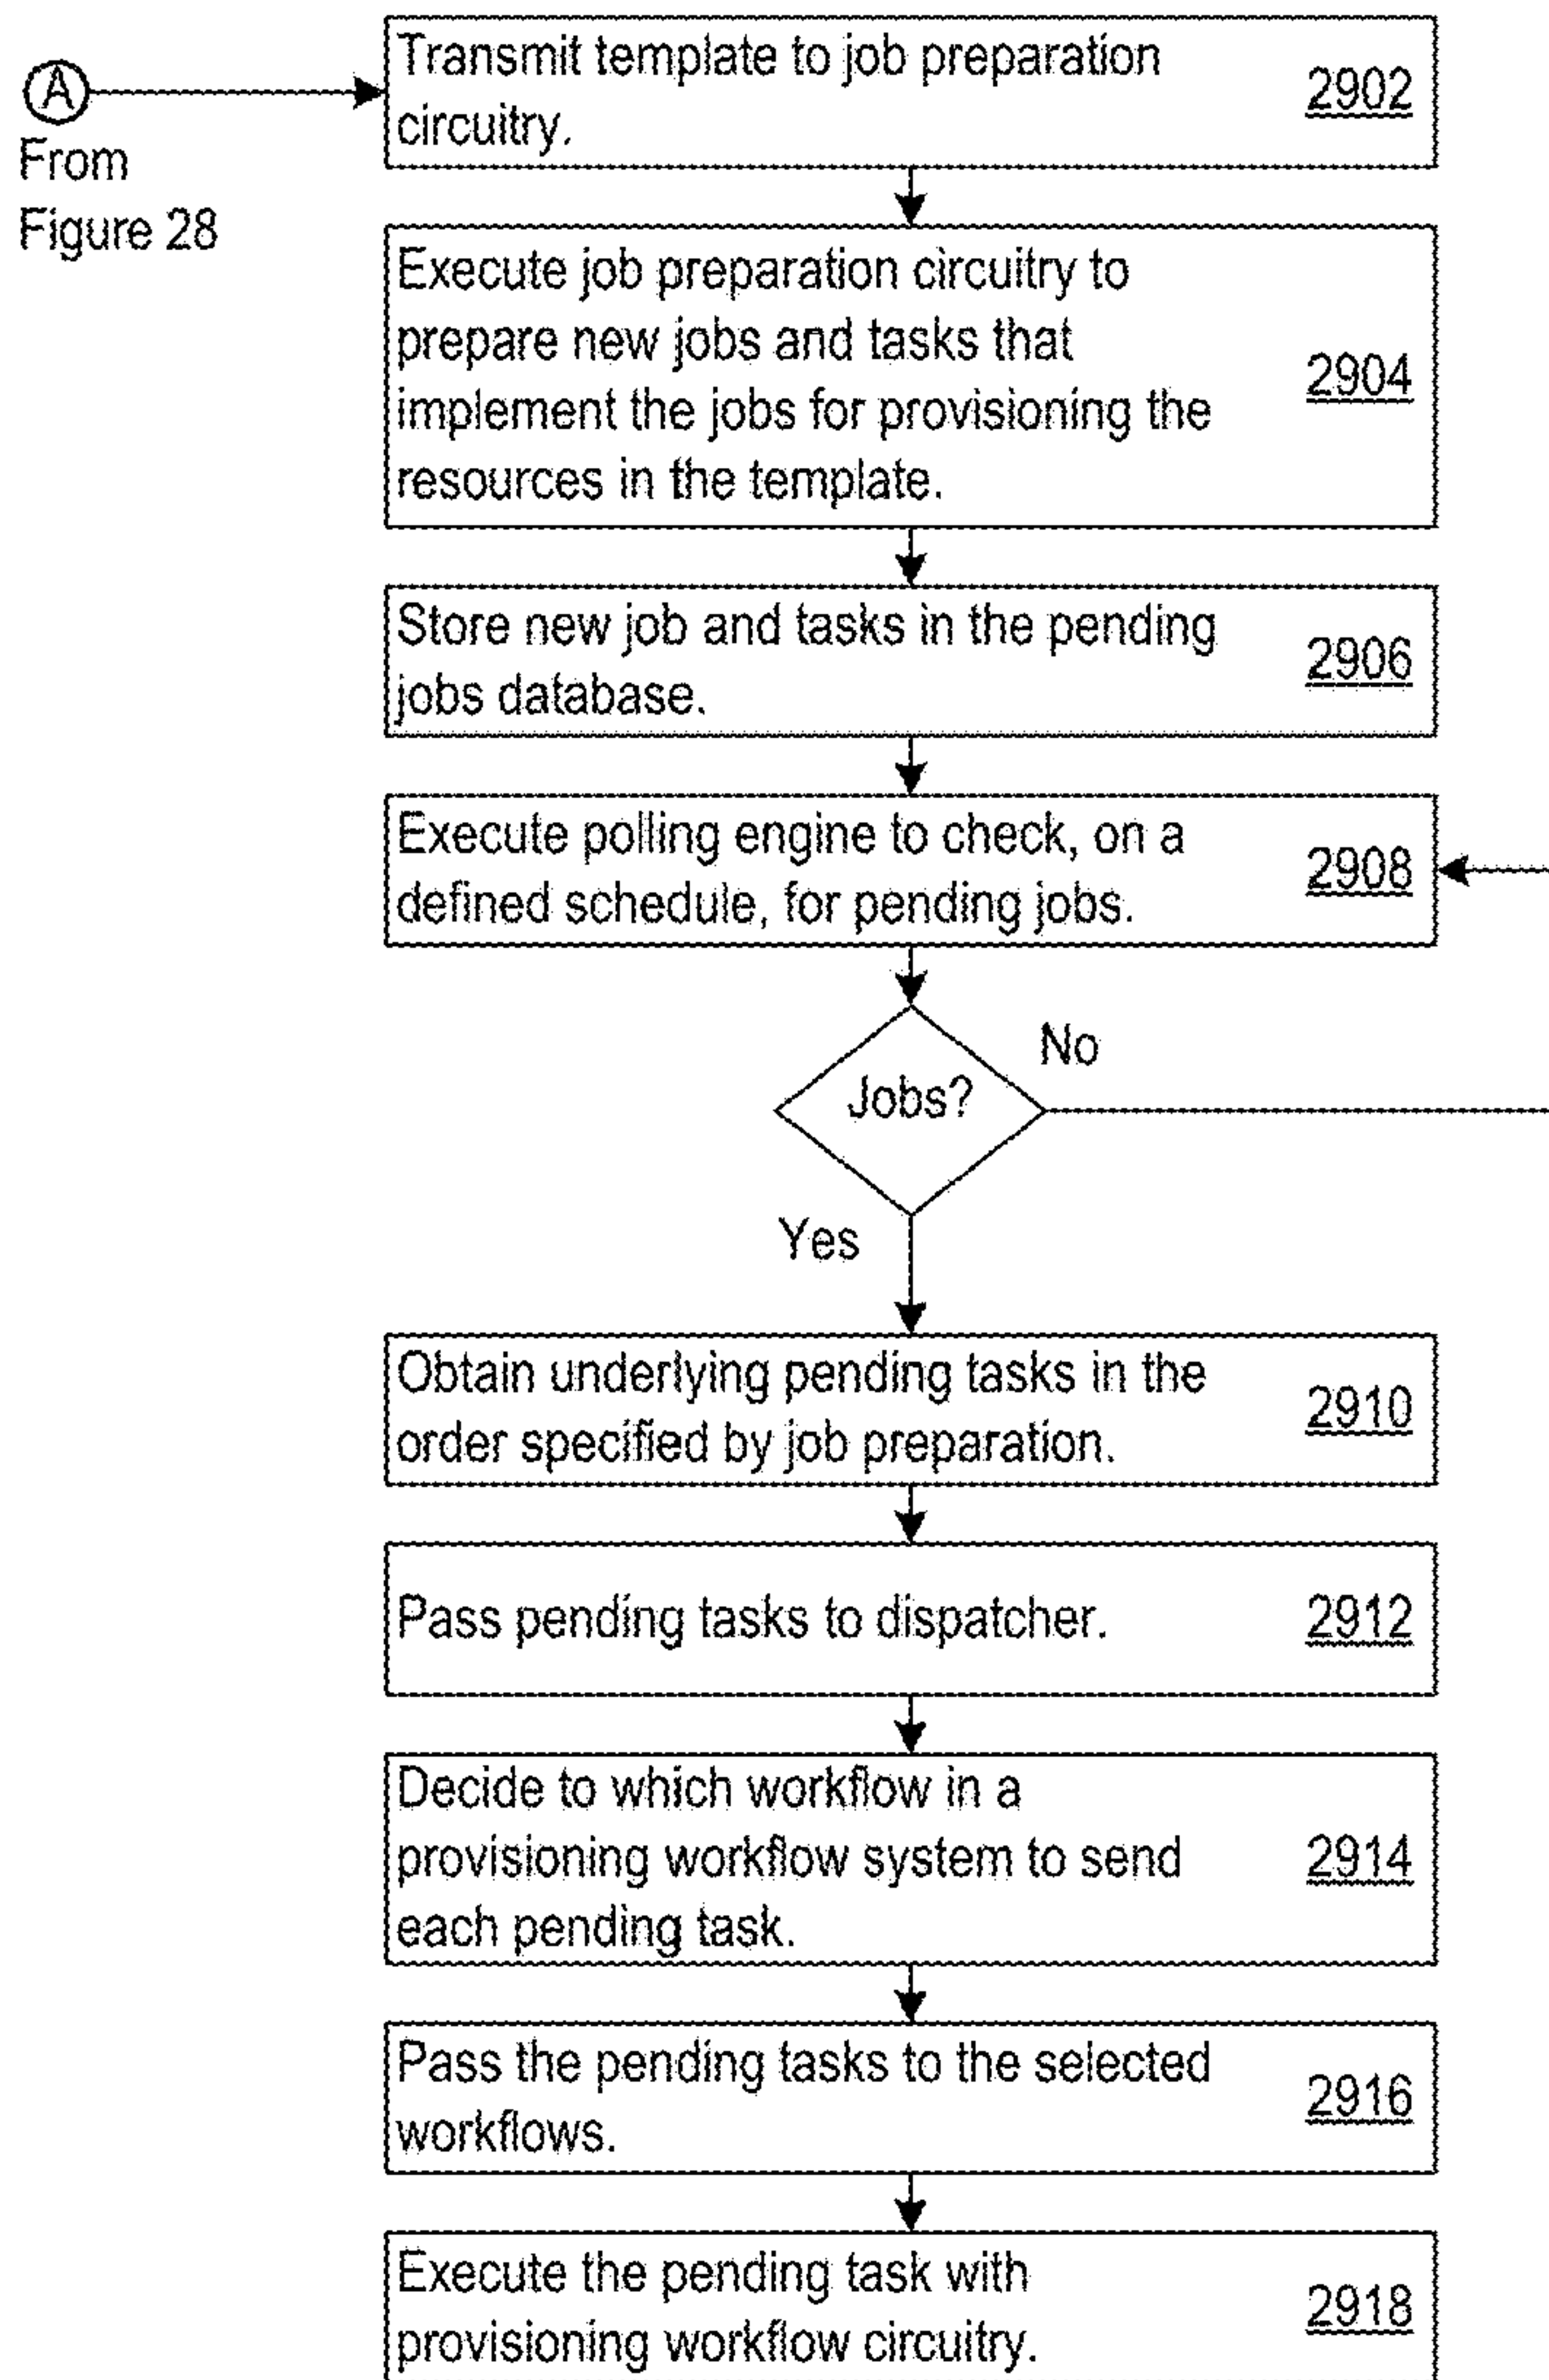 A
From
Figure 28
Transmit template to job preparation
circuitry.
2902
Execute job preparation circuitry to
prepare new jobs and tasks that
implement the jobs for provisioning the
resources in the template.
2904
Store new job and tasks in the pending
jobs database.
2906
Execute polling engine to check, on a
defined schedule, for pending jobs.
2908
Jobs?
No
Yes
Obtain underlying pending tasks in the
order specified by job preparation.
2910
Pass pending tasks to dispatcher.
2912
Decide to which workflow in a
provisioning workflow system to send
each pending task.
2914
Pass the pending tasks to the selected
workflows.
2916
Execute the pending task with
provisioning workflow circuitry.
2918